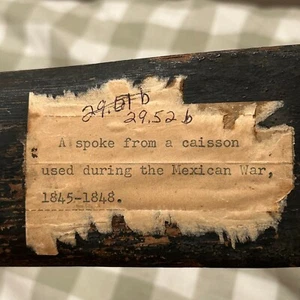 29.51b
29.52b
A spoke from a caisson
used during the Mexican War,
1845-1848.